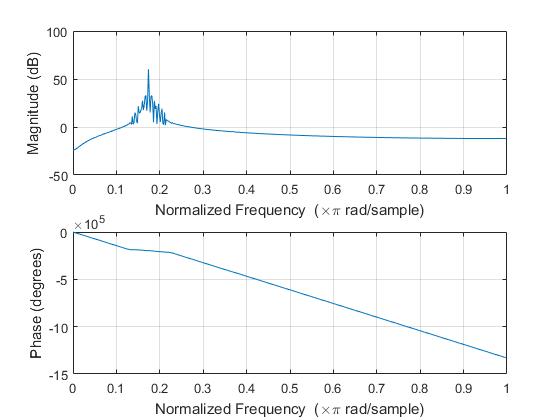 100
50
0
-50
Magnitude (dB)
0 0.1 0.2 0.3 0.4 0.5 0.6 0.7 0.8 0.9 1
Normalized Frequency (×π rad/sample)
×10^5
0
-5
-10
-15
Phase (degrees)
0 0.1 0.2 0.3 0.4 0.5 0.6 0.7 0.8 0.9 1
Normalized Frequency (×π rad/sample)